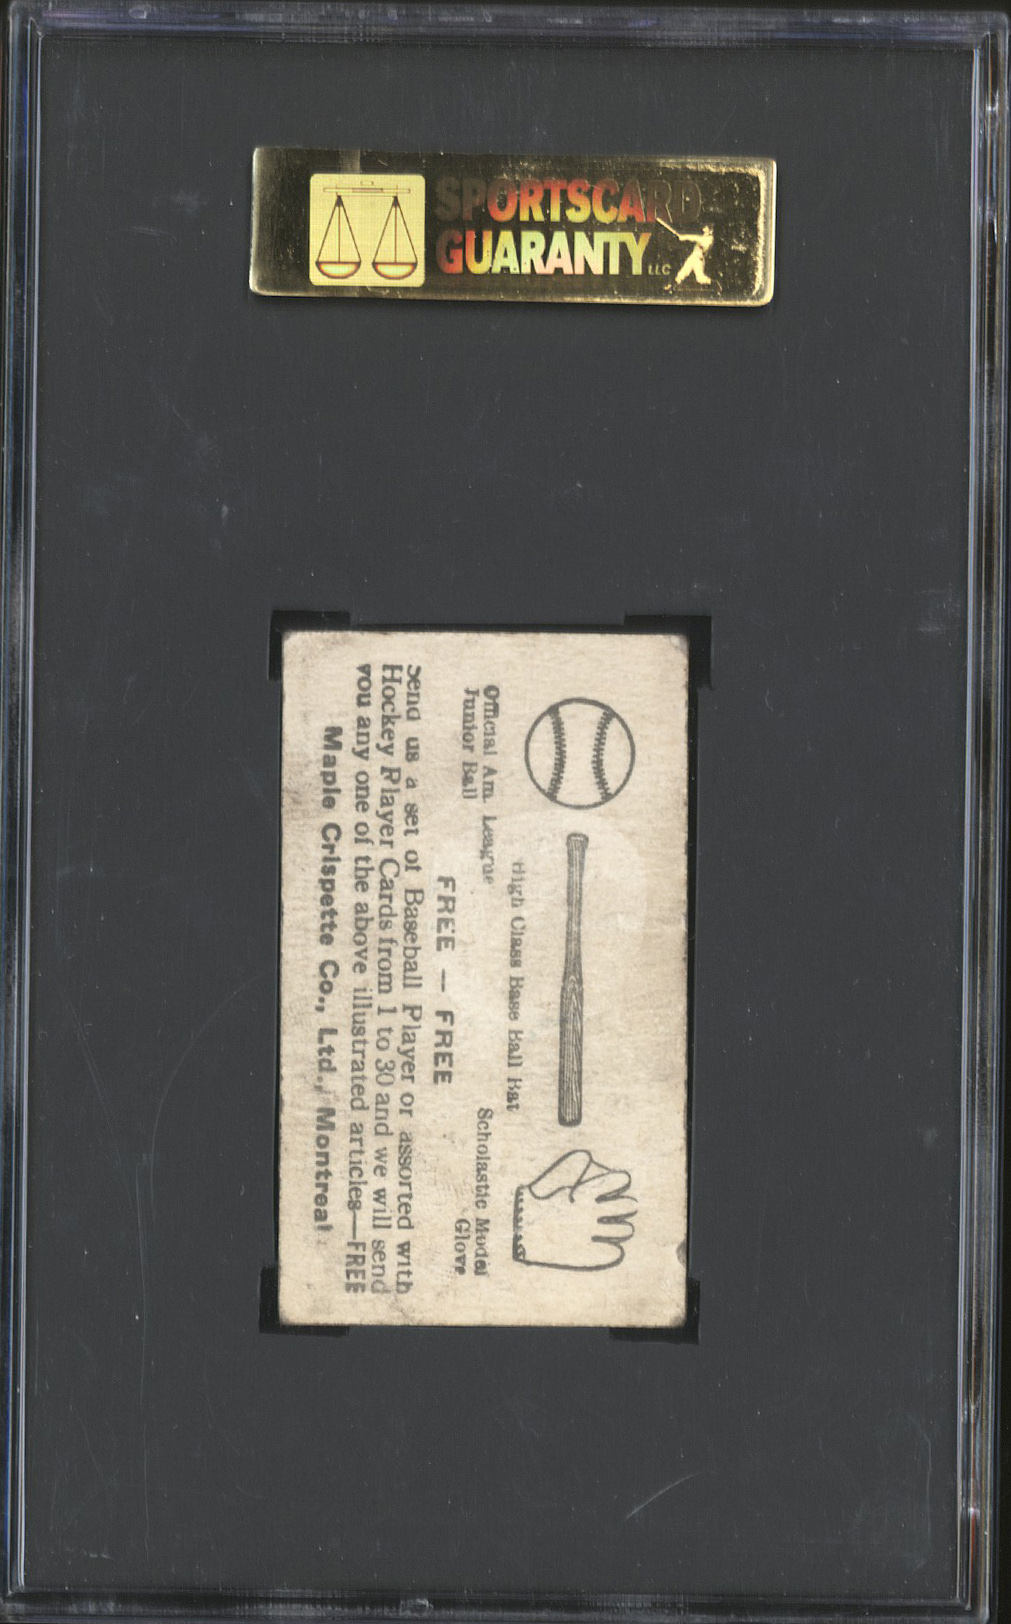 SPORTSCARD
GUARANTY LLC
Official Am. League
Junior Ball
High Class Base Ball Bat
Scholastic Model
Glove
FREE — FREE
Send us a set of Baseball Player or assorted with
Hockey Player Cards from 1 to 30 and we will send
you any one of the above illustrated articles—FREE
Maple Crispette Co., Ltd., Montreal.